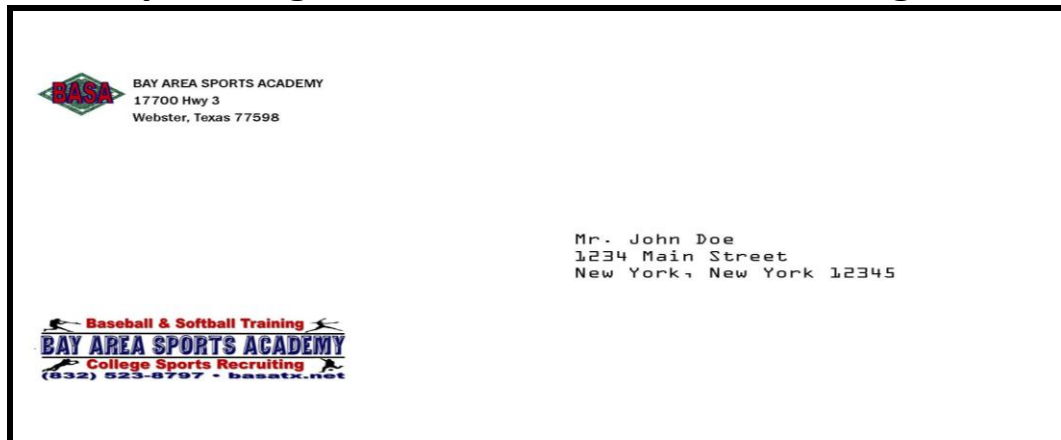 BASA
BAY AREA SPORTS ACADEMY
17700 Hwy 3
Webster, Texas 77598
Mr. John Doe
1234 Main Street
New York, New York 12345
Baseball & Softball Training
BAY AREA SPORTS ACADEMY
College Sports Recruiting
(832) 523-8797 • basatx.net